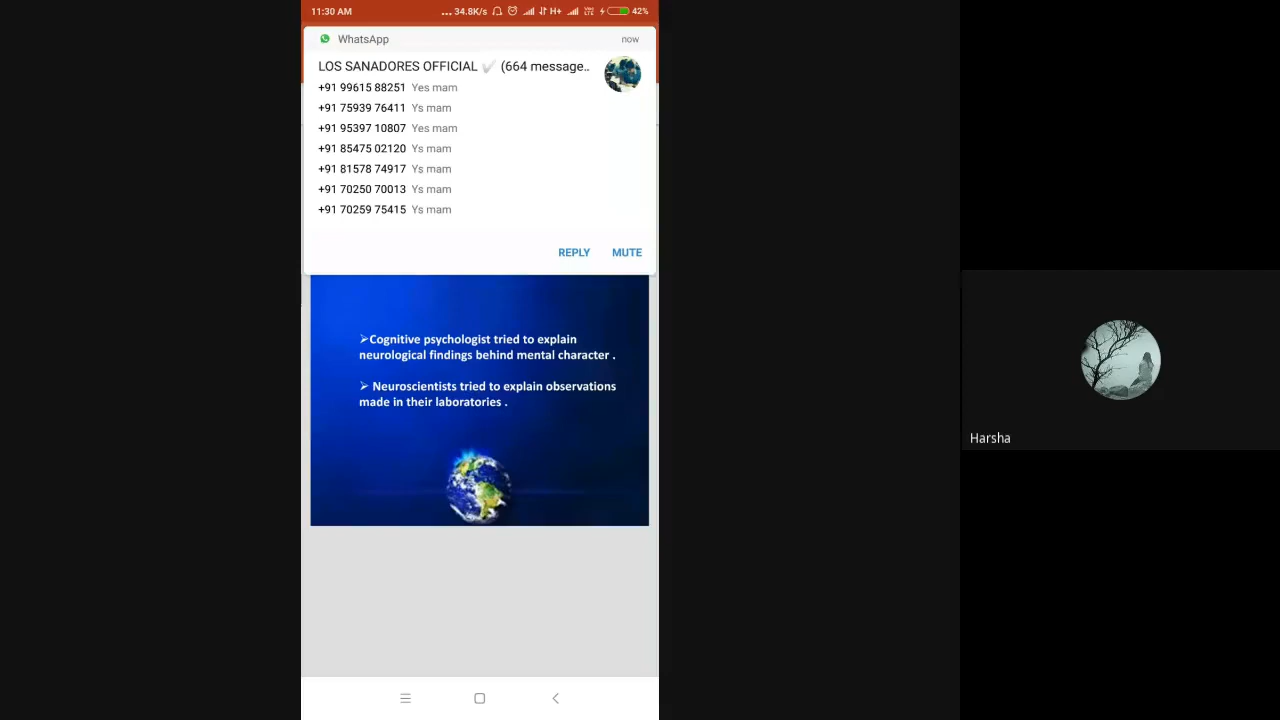 11:30 AM
... 34.8K/s H+ VoLTE 42%
WhatsApp
now
LOS SANADORES OFFICIAL ✔ (664 message..
+91 99615 88251 Yes mam
+91 75939 76411 Ys mam
+91 95397 10807 Yes mam
+91 85475 02120 Ys mam
+91 81578 74917 Ys mam
+91 70250 70013 Ys mam
+91 70259 75415 Ys mam
REPLY MUTE
➢Cognitive psychologist tried to explain
neurological findings behind mental character .
➢ Neuroscientists tried to explain observations
made in their laboratories .
Harsha